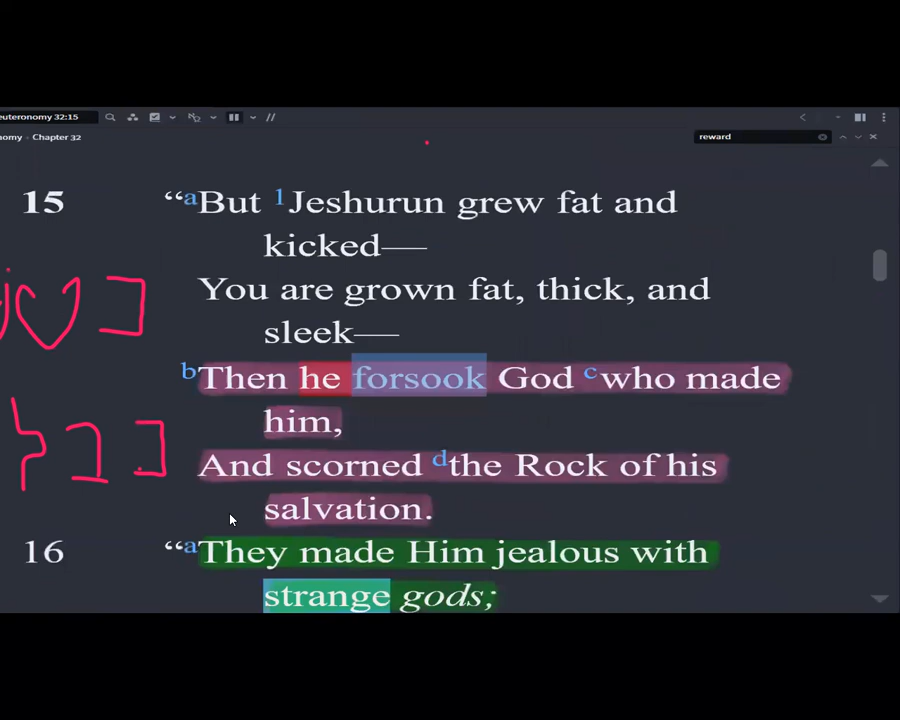 euteronomy 32:15
nomy › Chapter 32
reward
15 “aBut 1Jeshurun grew fat and
kicked—
You are grown fat, thick, and
sleek—
bThen he forsook God cwho made
him,
And scorned dthe Rock of his
salvation.
16 “aThey made Him jealous with
strange gods;